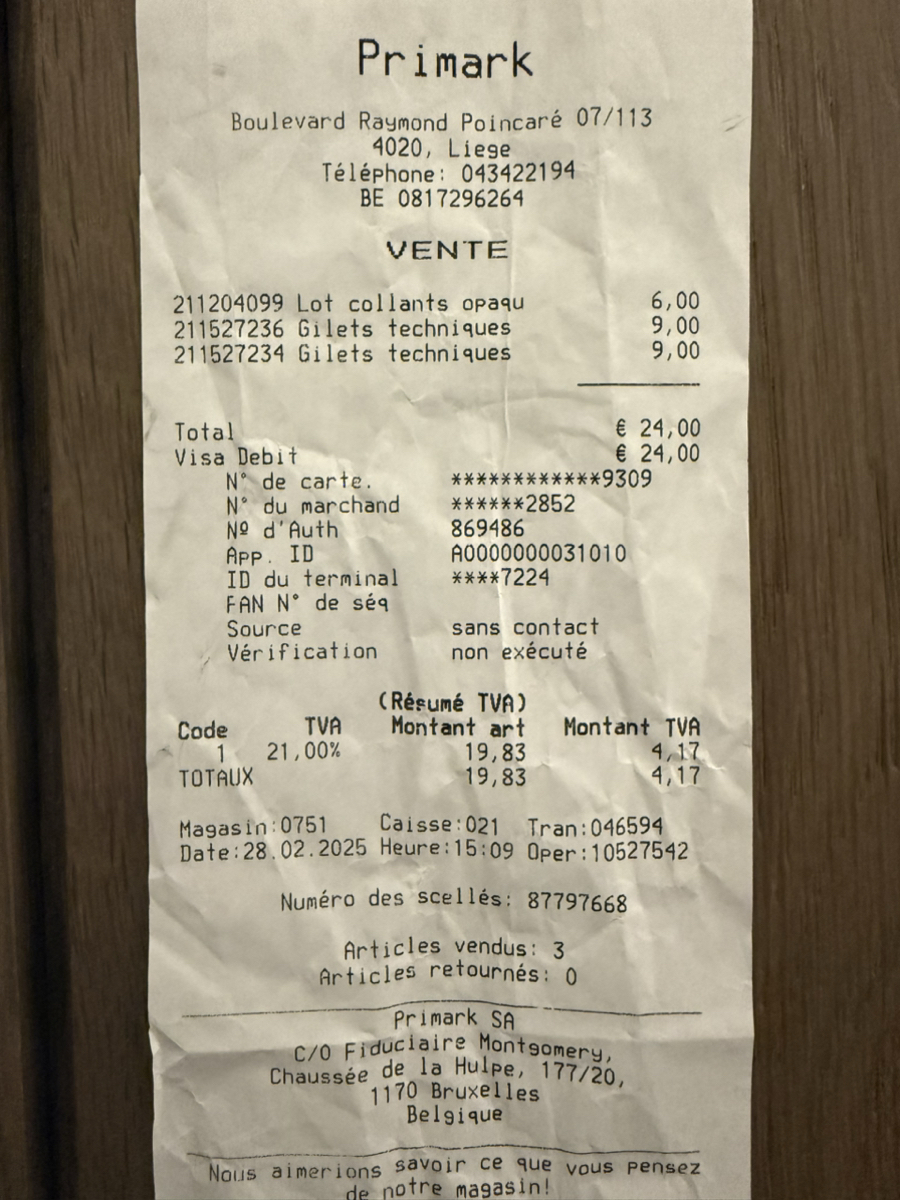 Primark
Boulevard Raymond Poincaré 07/113
4020, Liege
Téléphone: 043422194
BE 0817296264
VENTE
211204099 Lot collants opaqu 6,00
211527236 Gilets techniques 9,00
211527234 Gilets techniques 9,00
Total € 24,00
Visa Debit € 24,00
N° de carte. ************9309
N° du marchand ******2852
Nº d'Auth 869486
App. ID A0000000031010
ID du terminal ****7224
FAN N° de séq
Source sans contact
Vérification non exécuté
(Résumé TVA)
Code TVA Montant art Montant TVA
1 21,00% 19,83 4,17
TOTAUX 19,83 4,17
Magasin:0751 Caisse:021 Tran:046594
Date:28.02.2025 Heure:15:09 Oper:10527542
Numéro des scellés: 87797668
Articles vendus: 3
Articles retournés: 0
Primark SA
C/O Fiduciaire Montgomery,
Chaussée de la Hulpe, 177/20,
1170 Bruxelles
Belgique
Nous aimerions savoir ce que vous pensez
de notre magasin!